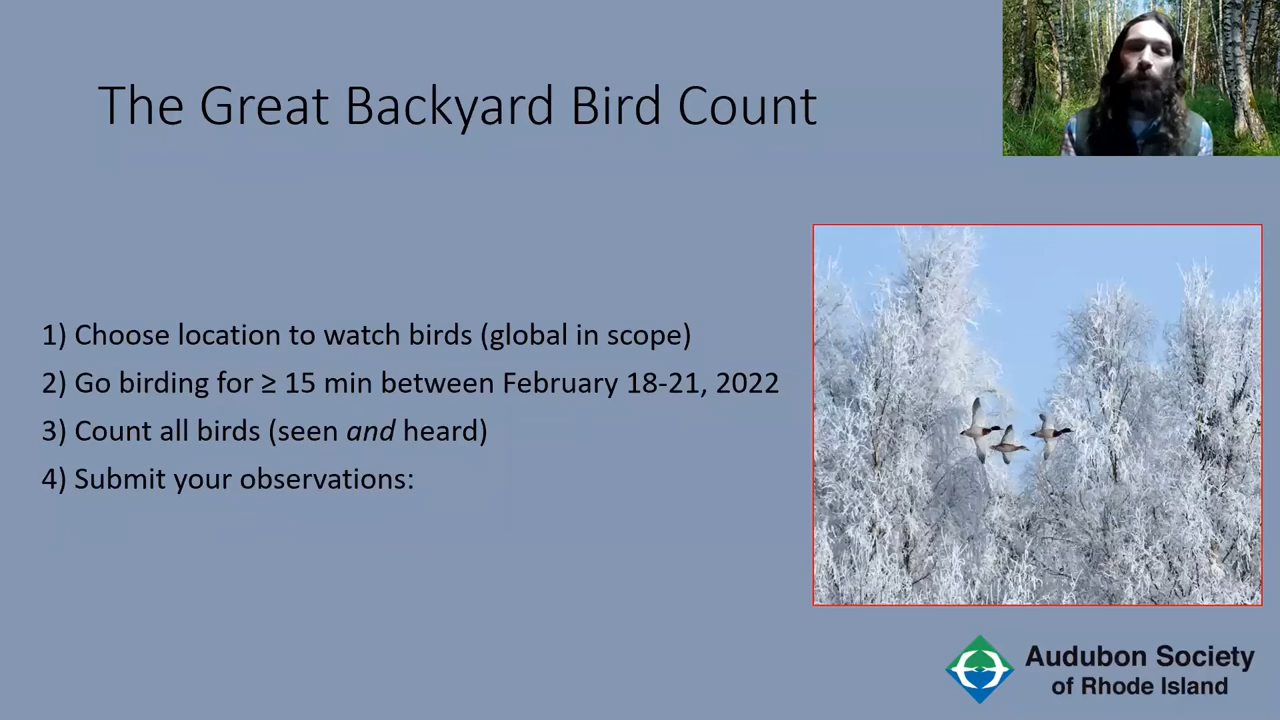 The Great Backyard Bird Count
1) Choose location to watch birds (global in scope)
2) Go birding for ≥ 15 min between February 18-21, 2022
3) Count all birds (seen and heard)
4) Submit your observations:
Audubon Society
of Rhode Island